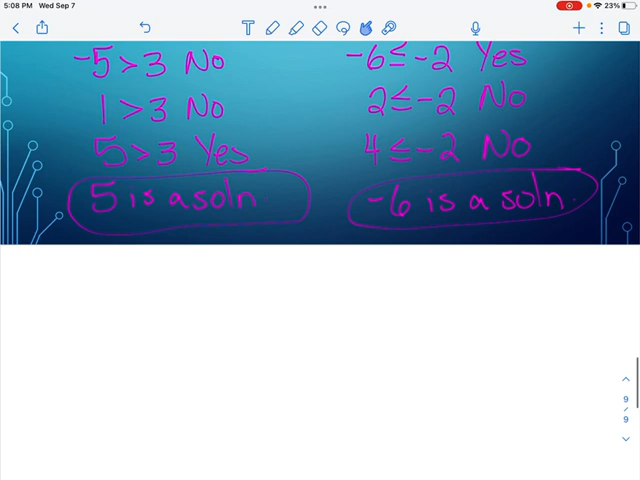 5:08 PM Wed Sep 7
23%
-5 > 3 No
1 > 3 No
5 > 3 Yes
5 is a soln
-6 ≤ -2 Yes
2 ≤ -2 No
4 ≤ -2 No
-6 is a soln.
9
/
9